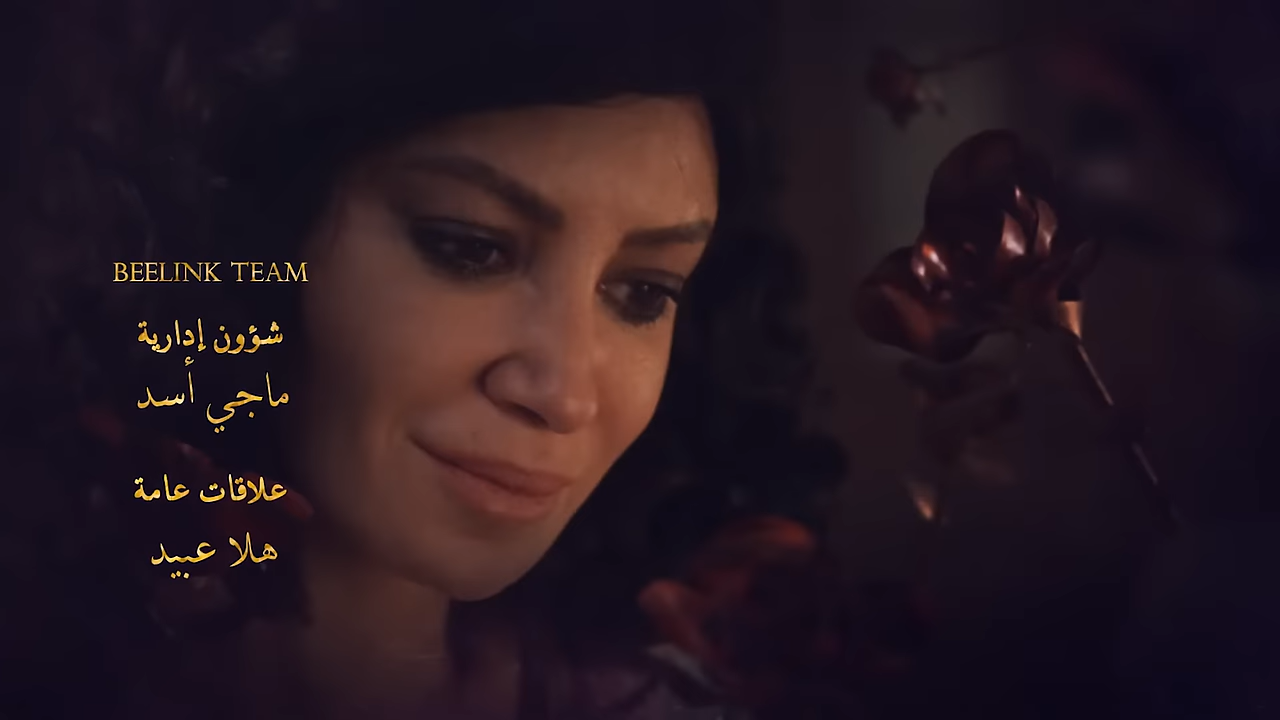 BEELINK TEAM
شؤون إدارية
ماجي أسد
علاقات عامة
هلا عبيد